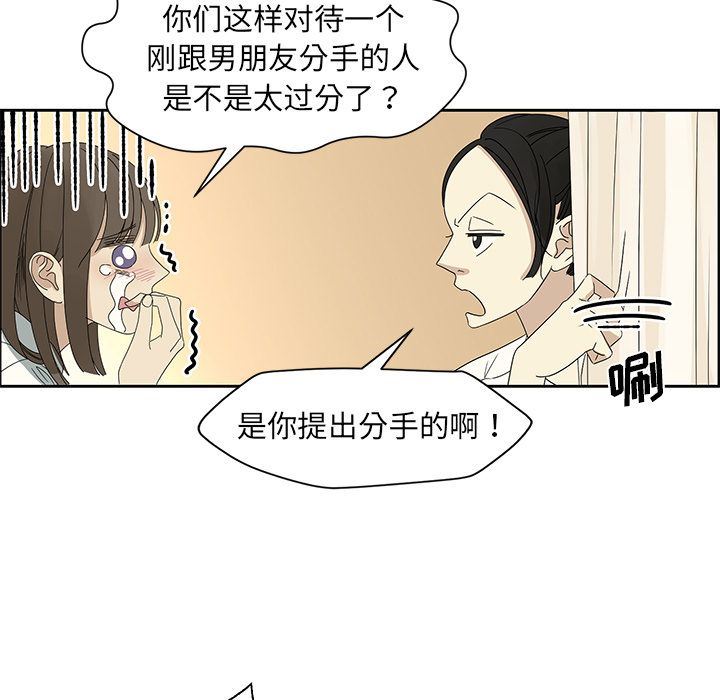 你们这样对待一个
刚跟男朋友分手的人
是不是太过分了？
唰
是你提出分手的啊！